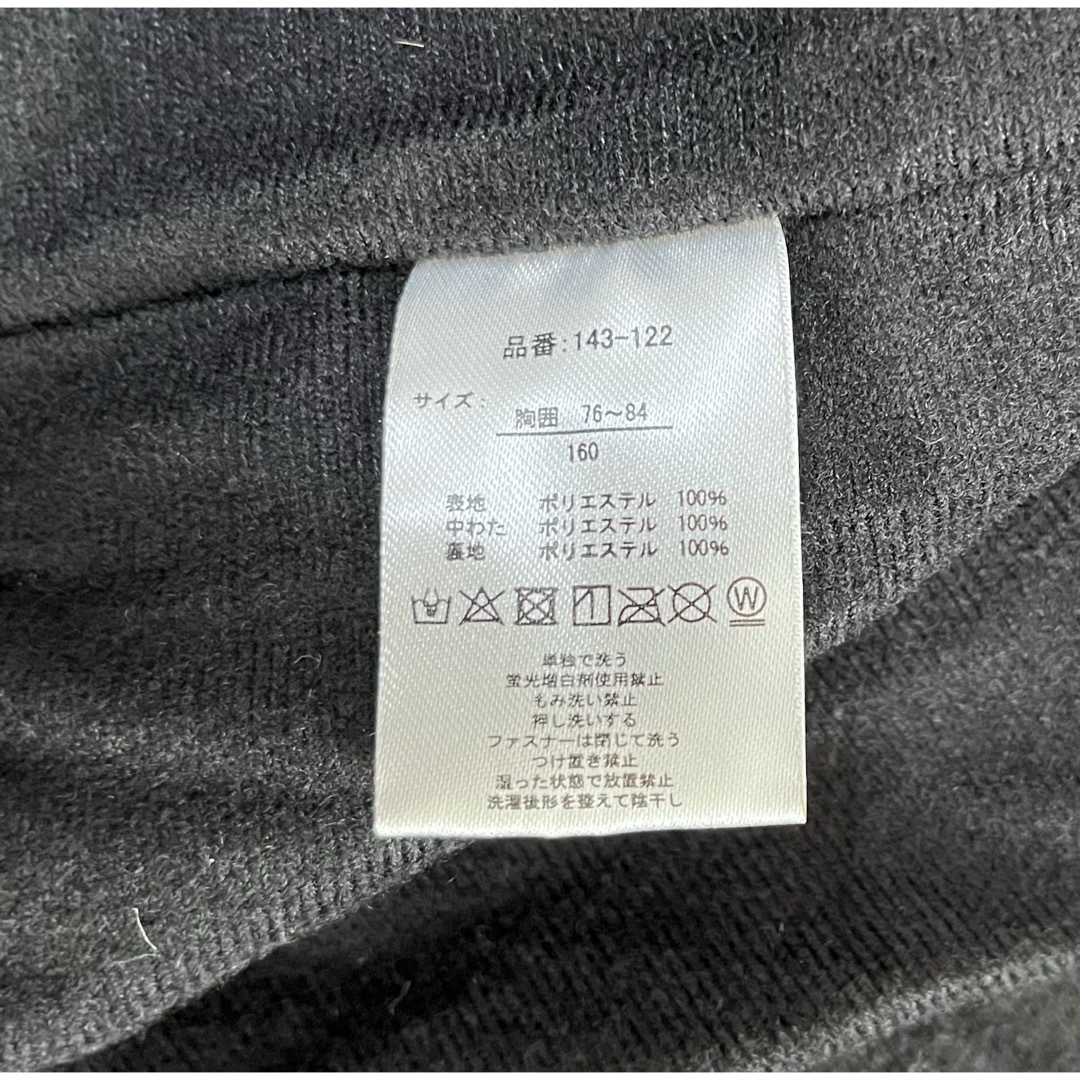 品番:143-122
サイズ:
胸囲 76～84
160
表地 ポリエステル 100%
中わた ポリエステル 100%
裏地 ポリエステル 100%
W
単独で洗う
蛍光増白剤使用禁止
もみ洗い禁止
押し洗いする
ファスナーは閉じて洗う
つけ置き禁止
湿った状態で放置禁止
洗濯後形を整えて陰干し